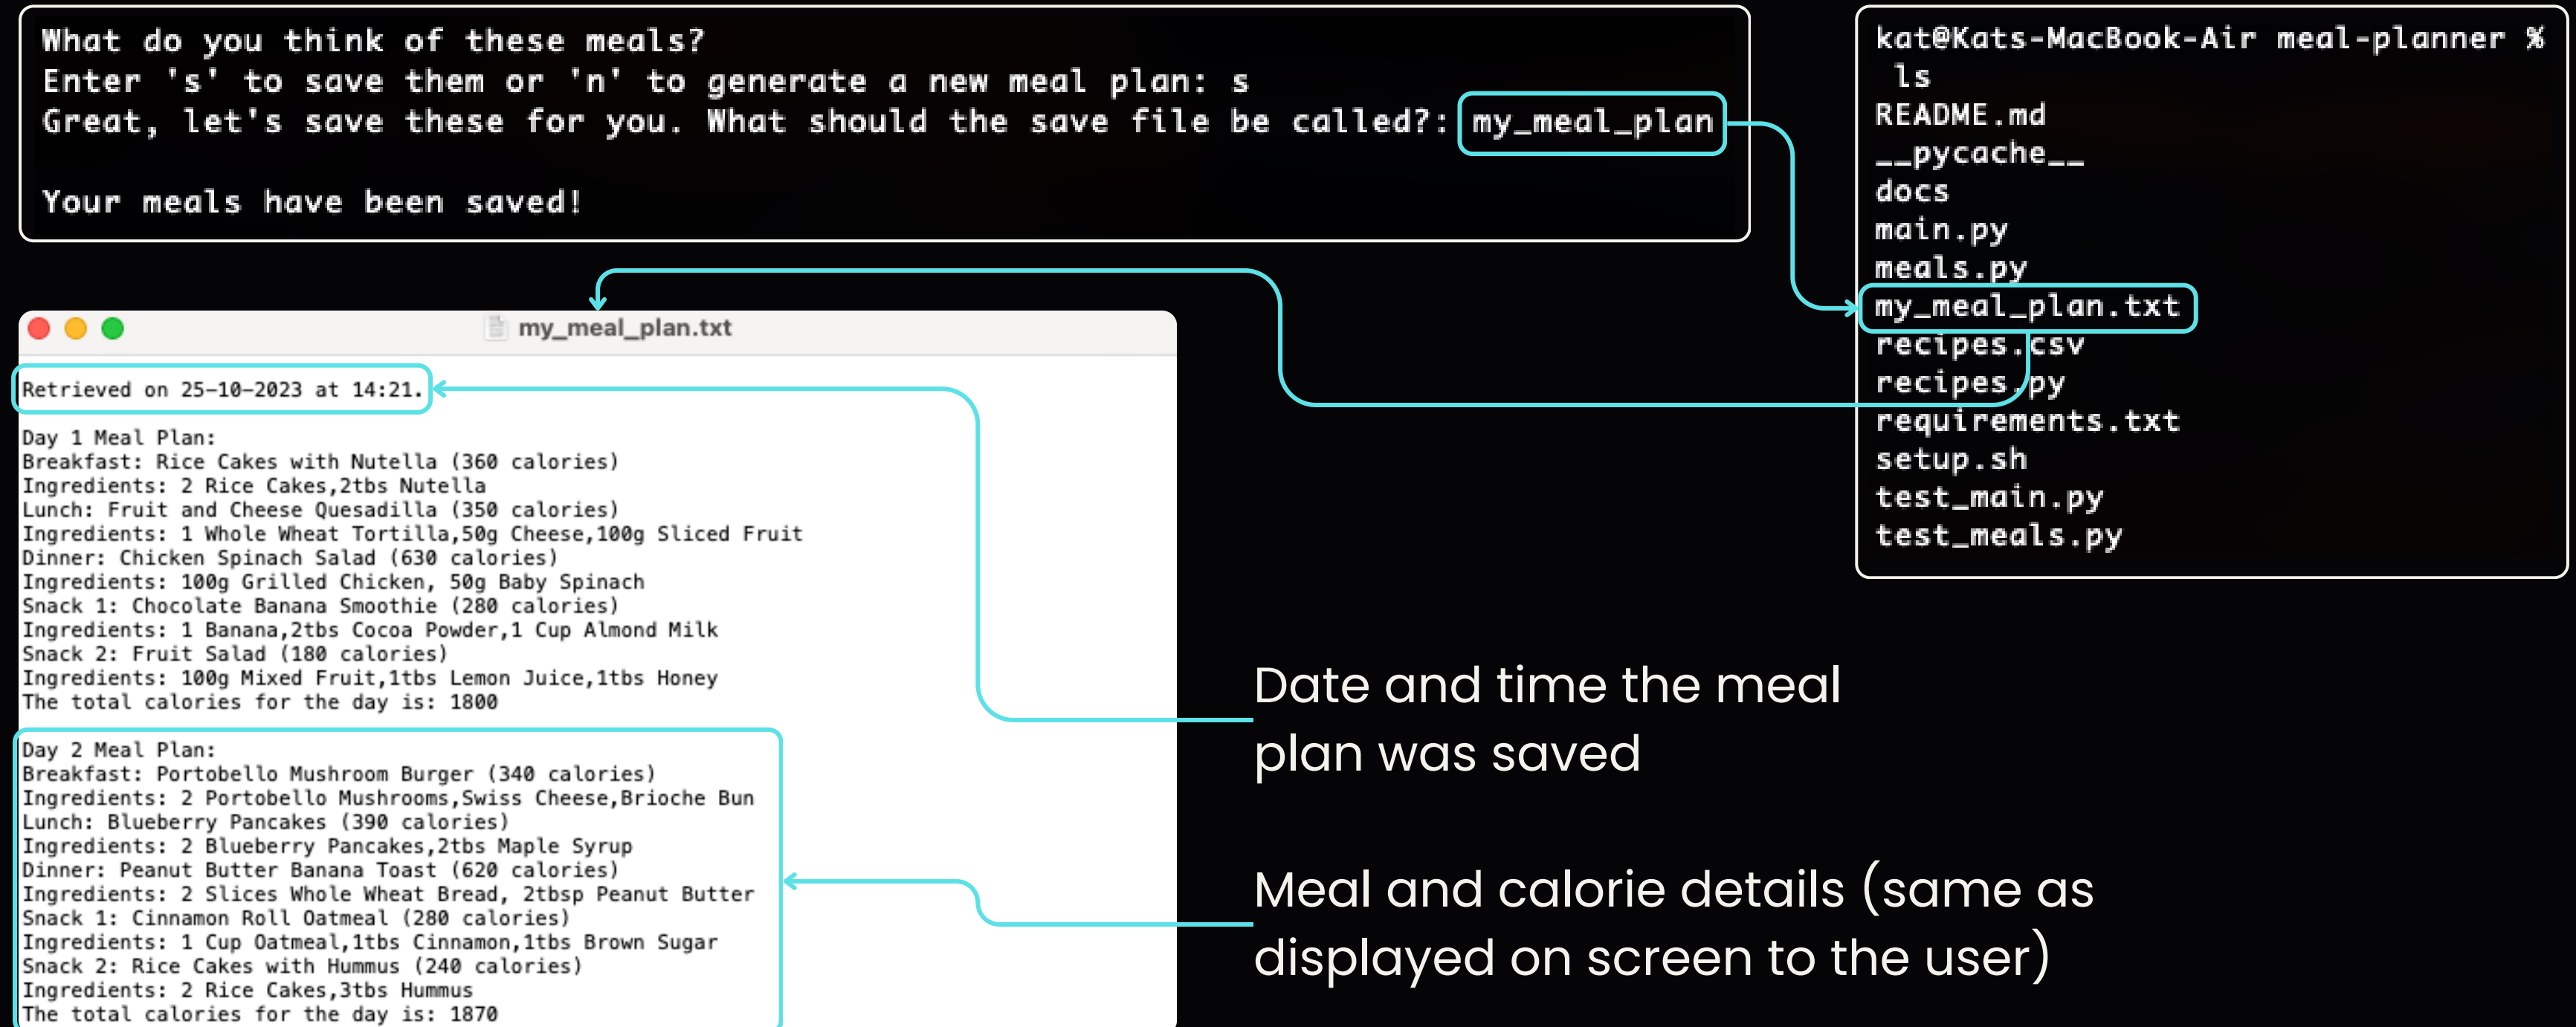 What do you think of these meals?
Enter 's' to save them or 'n' to generate a new meal plan: s
Great, let's save these for you. What should the save file be called?: my_meal_plan
Your meals have been saved!
kat@Kats-MacBook-Air meal-planner %
ls
README.md
__pycache__
docs
main.py
meals.py
my_meal_plan.txt
recipes.csv
recipes.py
requirements.txt
setup.sh
test_main.py
test_meals.py
my_meal_plan.txt
Retrieved on 25-10-2023 at 14:21.
Day 1 Meal Plan:
Breakfast: Rice Cakes with Nutella (360 calories)
Ingredients: 2 Rice Cakes,2tbs Nutella
Lunch: Fruit and Cheese Quesadilla (350 calories)
Ingredients: 1 Whole Wheat Tortilla,50g Cheese,100g Sliced Fruit
Dinner: Chicken Spinach Salad (630 calories)
Ingredients: 100g Grilled Chicken, 50g Baby Spinach
Snack 1: Chocolate Banana Smoothie (280 calories)
Ingredients: 1 Banana,2tbs Cocoa Powder,1 Cup Almond Milk
Snack 2: Fruit Salad (180 calories)
Ingredients: 100g Mixed Fruit,1tbs Lemon Juice,1tbs Honey
The total calories for the day is: 1800
Day 2 Meal Plan:
Breakfast: Portobello Mushroom Burger (340 calories)
Ingredients: 2 Portobello Mushrooms,Swiss Cheese,Brioche Bun
Lunch: Blueberry Pancakes (390 calories)
Ingredients: 2 Blueberry Pancakes,2tbs Maple Syrup
Dinner: Peanut Butter Banana Toast (620 calories)
Ingredients: 2 Slices Whole Wheat Bread, 2tbsp Peanut Butter
Snack 1: Cinnamon Roll Oatmeal (280 calories)
Ingredients: 1 Cup Oatmeal,1tbs Cinnamon,1tbs Brown Sugar
Snack 2: Rice Cakes with Hummus (240 calories)
Ingredients: 2 Rice Cakes,3tbs Hummus
The total calories for the day is: 1870
Date and time the meal
plan was saved
Meal and calorie details (same as
displayed on screen to the user)